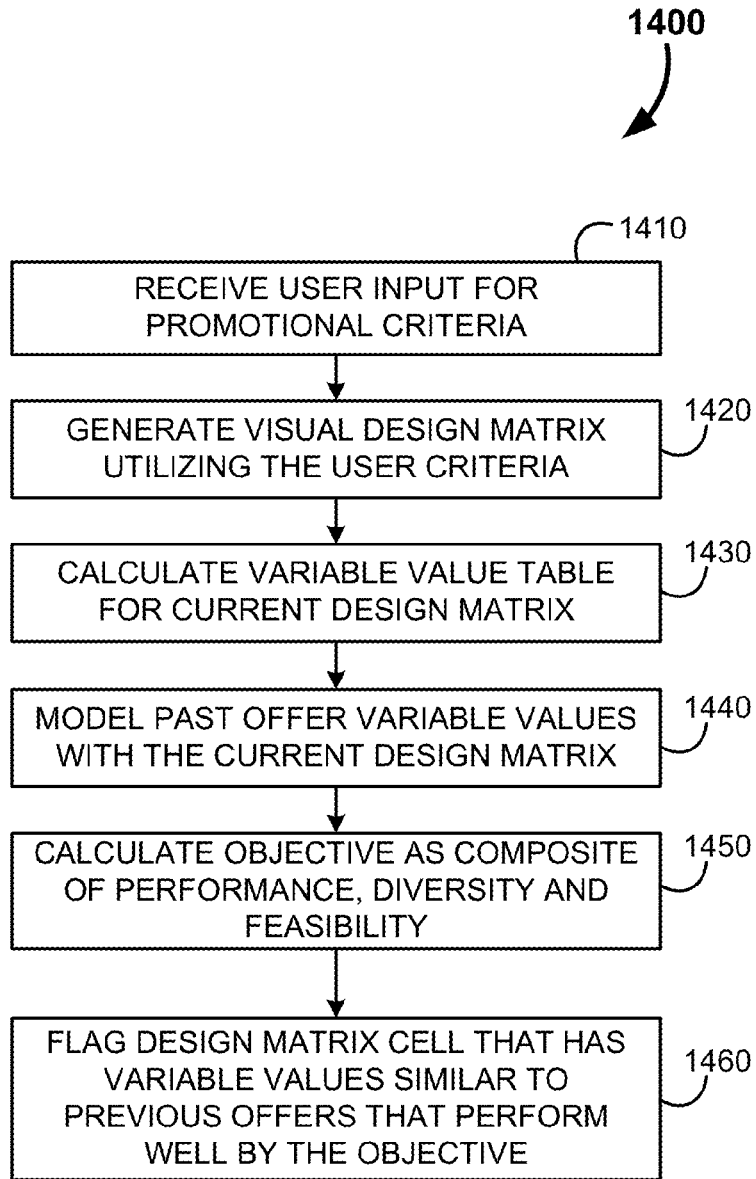 1400
1410
RECEIVE USER INPUT FOR
PROMOTIONAL CRITERIA
1420
GENERATE VISUAL DESIGN MATRIX
UTILIZING THE USER CRITERIA
1430
CALCULATE VARIABLE VALUE TABLE
FOR CURRENT DESIGN MATRIX
1440
MODEL PAST OFFER VARIABLE VALUES
WITH THE CURRENT DESIGN MATRIX
1450
CALCULATE OBJECTIVE AS COMPOSITE
OF PERFORMANCE, DIVERSITY AND
FEASIBILITY
1460
FLAG DESIGN MATRIX CELL THAT HAS
VARIABLE VALUES SIMILAR TO
PREVIOUS OFFERS THAT PERFORM
WELL BY THE OBJECTIVE